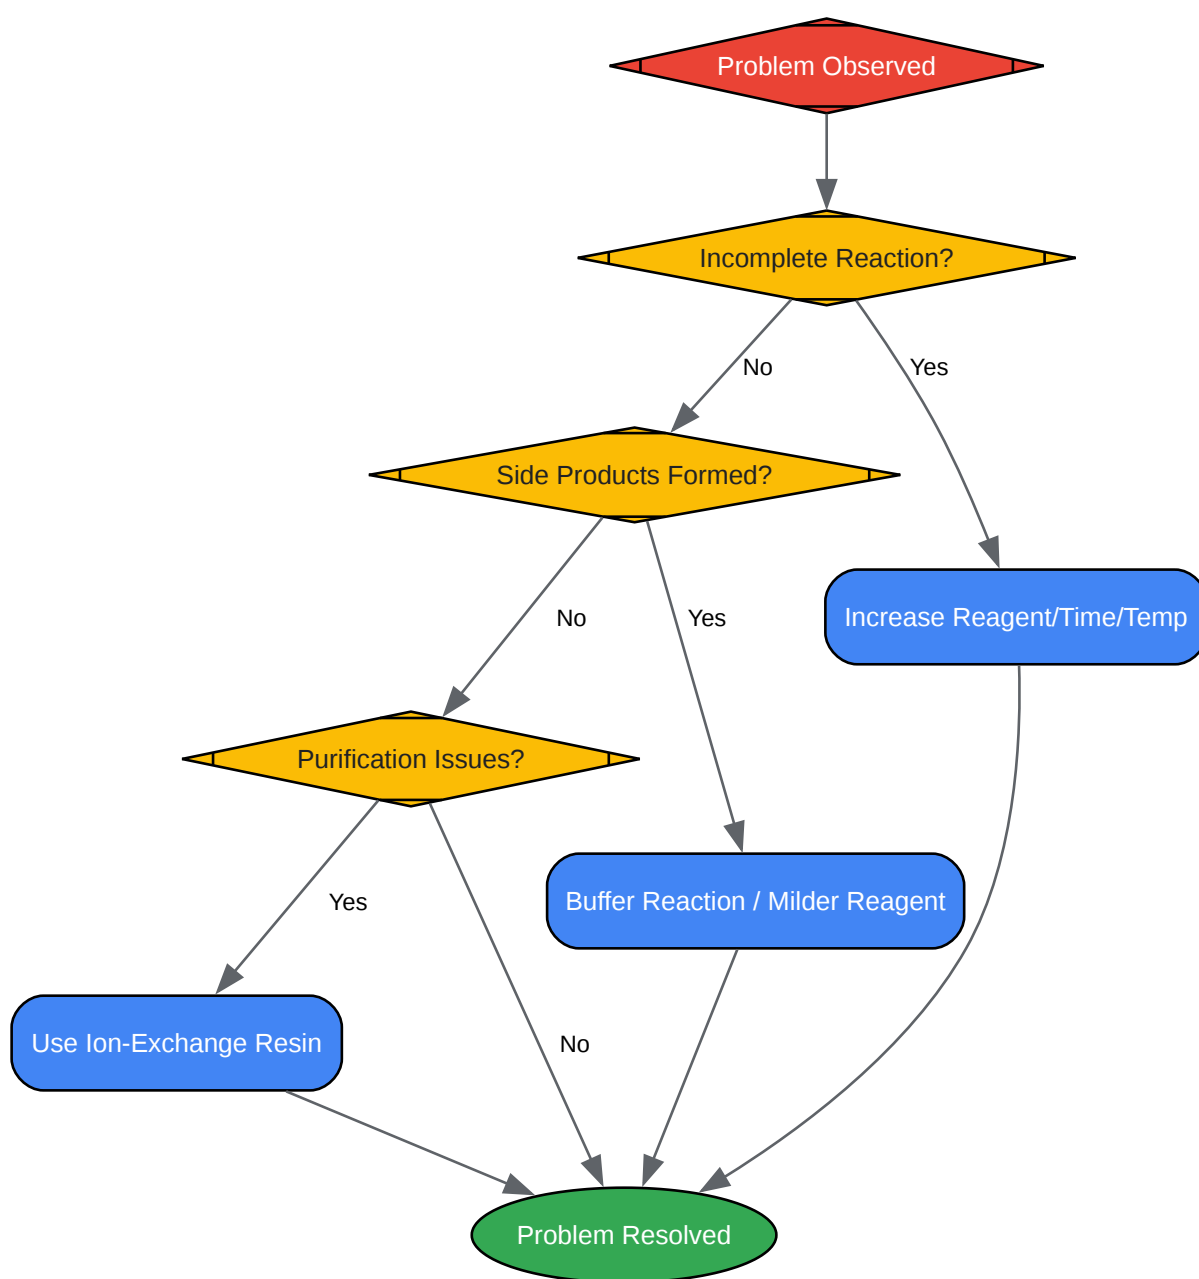 Problem Observed
Incomplete Reaction?
No
Yes
Side Products Formed?
No
Yes
Increase Reagent/Time/Temp
Purification Issues?
Yes
Buffer Reaction / Milder Reagent
Use Ion-Exchange Resin
No
Problem Resolved